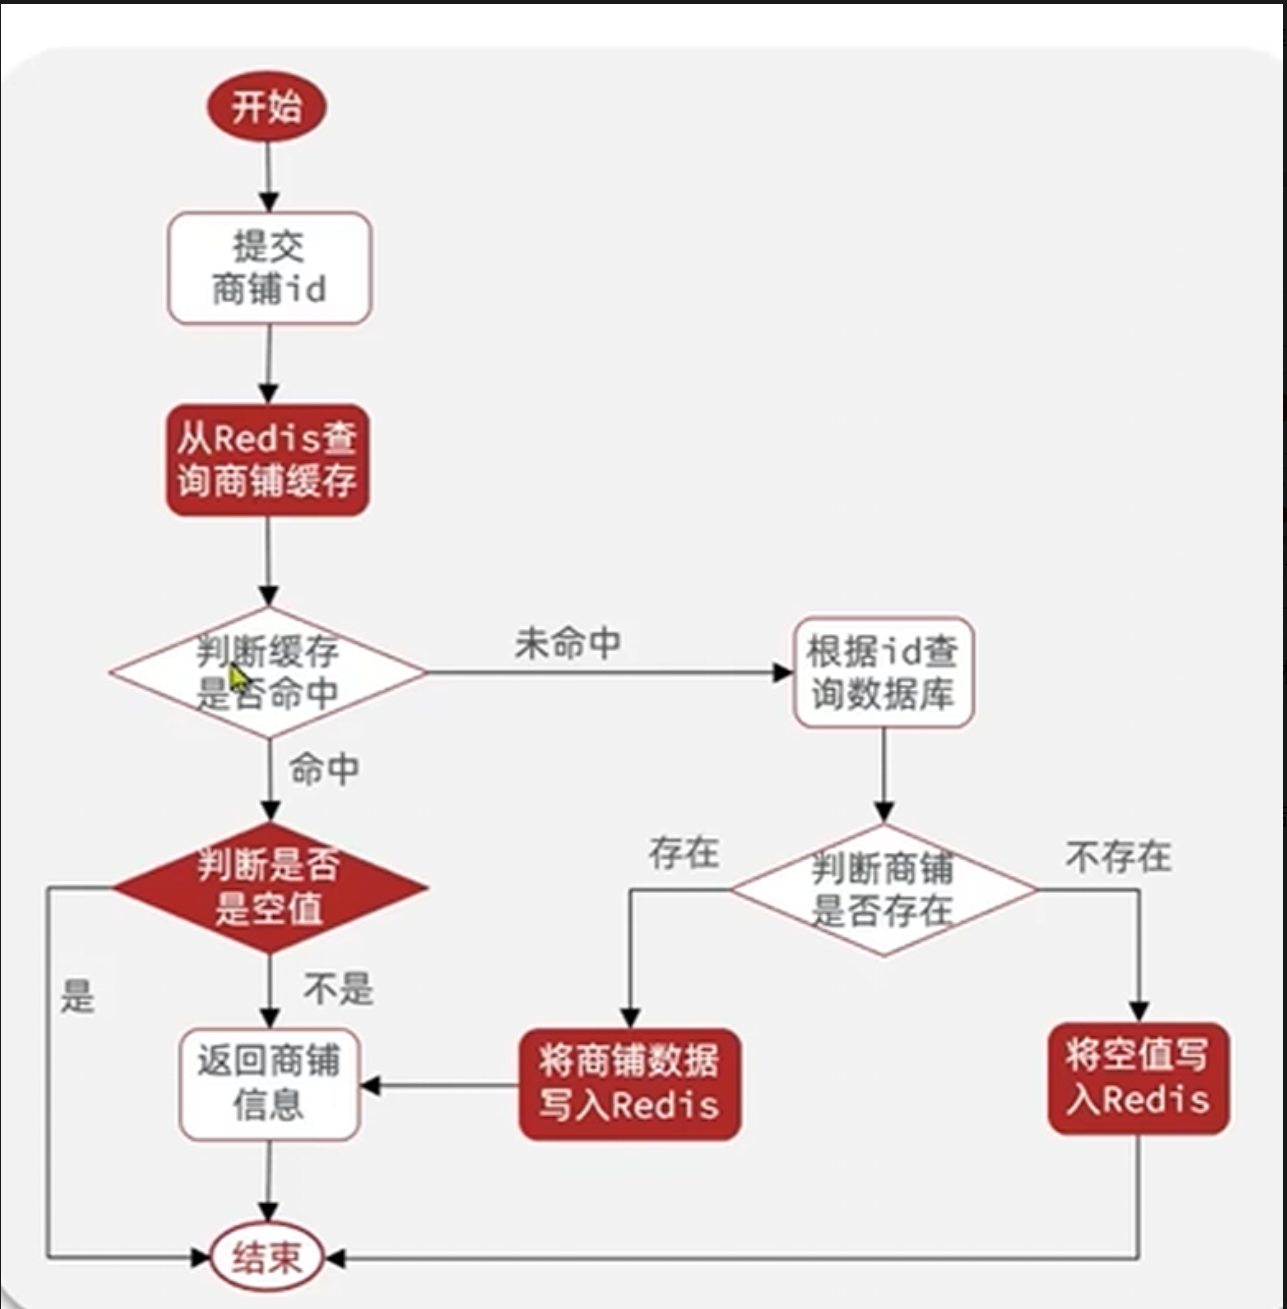 开始
提交
商铺id
从Redis查
询商铺缓存
判断缓存
是否命中
未命中
根据id查
询数据库
命中
判断是否
是空值
存在
判断商铺
是否存在
不存在
是
不是
返回商铺
信息
将商铺数据
写入Redis
将空值写
入Redis
结束